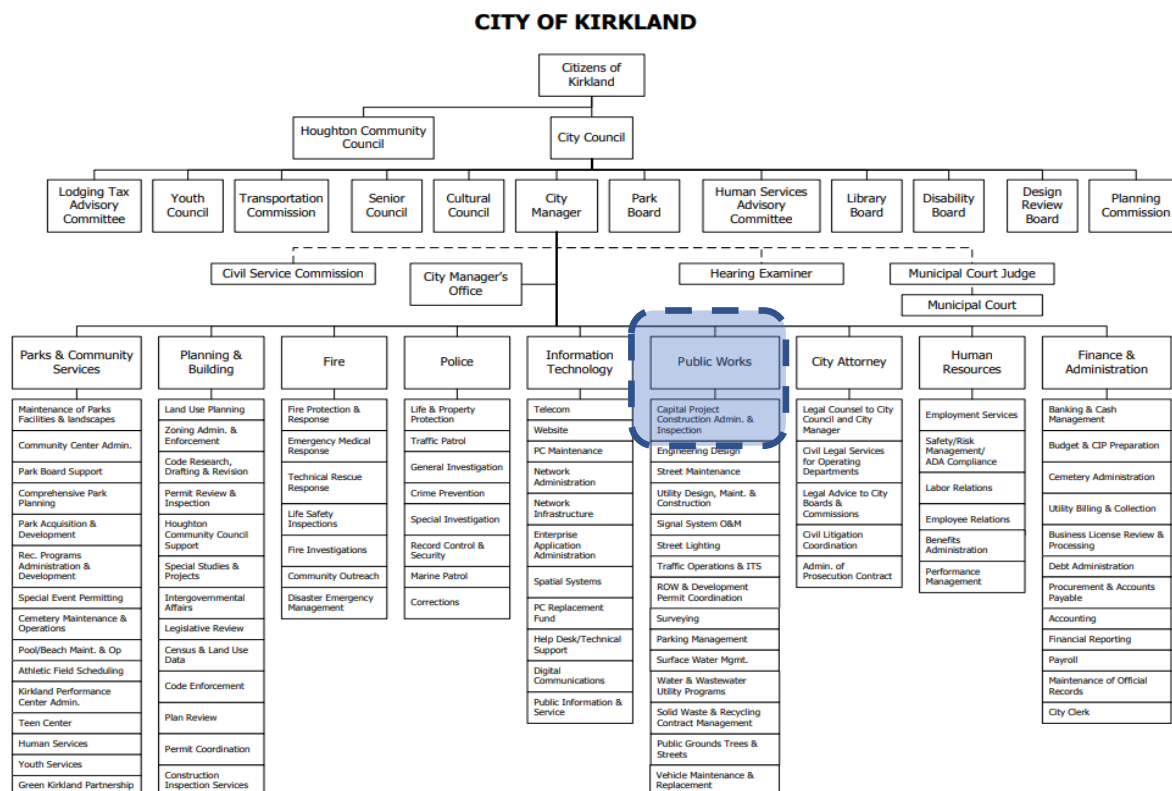 CITY OF KIRKLAND
Citizens of
Kirkland
Houghton Community
Council
City Council
Lodging Tax
Advisory
Committee
Youth
Council
Transportation
Commission
Senior
Council
Cultural
Council
City
Manager
Park
Board
Human Services
Advisory
Committee
Library
Board
Disability
Board
Design
Review
Board
Planning
Commission
Civil Service Commission
City Manager's
Office
Hearing Examiner
Municipal Court Judge
Municipal Court
Parks & Community
Services
Maintenance of Parks
Facilities & landscapes
Community Center Admin.
Park Board Support
Comprehensive Park
Planning
Park Acquisition &
Development
Rec. Programs
Administration &
Development
Special Event Permitting
Cemetery Maintenance &
Operations
Pool/Beach Maint. & Op
Athletic Field Scheduling
Kirkland Performance
Center Admin.
Teen Center
Human Services
Youth Services
Green Kirkland Partnership
Planning &
Building
Land Use Planning
Zoning Admin. &
Enforcement
Code Research,
Drafting & Revision
Permit Review &
Inspection
Houghton
Community Council
Support
Special Studies &
Projects
Intergovernmental
Affairs
Legislative Review
Census & Land Use
Data
Code Enforcement
Plan Review
Permit Coordination
Construction
Inspection Services
Fire
Fire Protection &
Response
Emergency Medical
Response
Technical Rescue
Response
Life Safety
Inspections
Fire Investigations
Community Outreach
Disaster Emergency
Management
Police
Life & Property
Protection
Traffic Patrol
General Investigation
Crime Prevention
Special Investigation
Record Control &
Security
Marine Patrol
Corrections
Information
Technology
Telecom
Website
PC Maintenance
Network
Administration
Network
Infrastructure
Enterprise
Application
Administration
Spatial Systems
PC Replacement
Fund
Help Desk/Technical
Support
Digital
Communications
Public Information &
Service
Public Works
Capital Project
Construction Admin. &
Inspection
Engineering Design
Street Maintenance
Utility Design, Maint. &
Construction
Signal System O&M
Street Lighting
Traffic Operations & ITS
ROW & Development
Permit Coordination
Surveying
Parking Management
Surface Water Mgmt.
Water & Wastewater
Utility Programs
Solid Waste & Recycling
Contract Management
Public Grounds Trees &
Streets
Vehicle Maintenance &
Replacement
City Attorney
Legal Counsel to City
Council and City
Manager
Civil Legal Services
for Operating
Departments
Legal Advice to City
Boards &
Commissions
Civil Litigation
Coordination
Admin. of
Prosecution Contract
Human
Resources
Employment Services
Safety/Risk
Management/
ADA Compliance
Labor Relations
Employee Relations
Benefits
Administration
Performance
Management
Finance &
Administration
Banking & Cash
Management
Budget & CIP Preparation
Cemetery Administration
Utility Billing & Collection
Business License Review &
Processing
Debt Administration
Procurement & Accounts
Payable
Accounting
Financial Reporting
Payroll
Maintenance of Official
Records
City Clerk